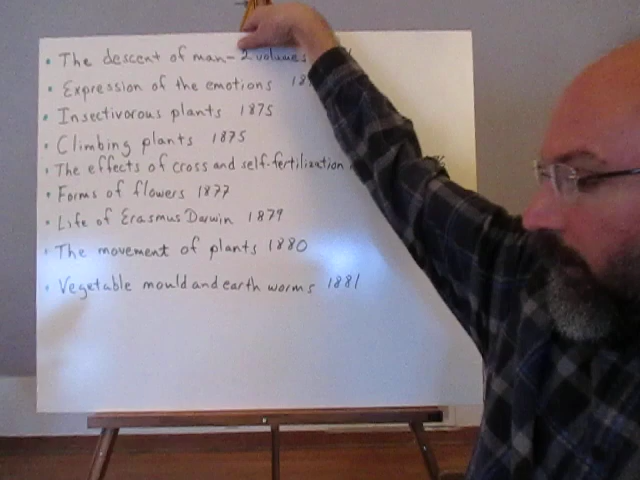 • The descent of man - 2 volumes
• Expression of the emotions
• Insectivorous plants 1875
• Climbing plants 1875
• The effects of cross and self-fertilization
• Forms of flowers 1877
• Life of Erasmus Darwin 1879
• The movement of plants 1880
• Vegetable mould and earth worms 1881